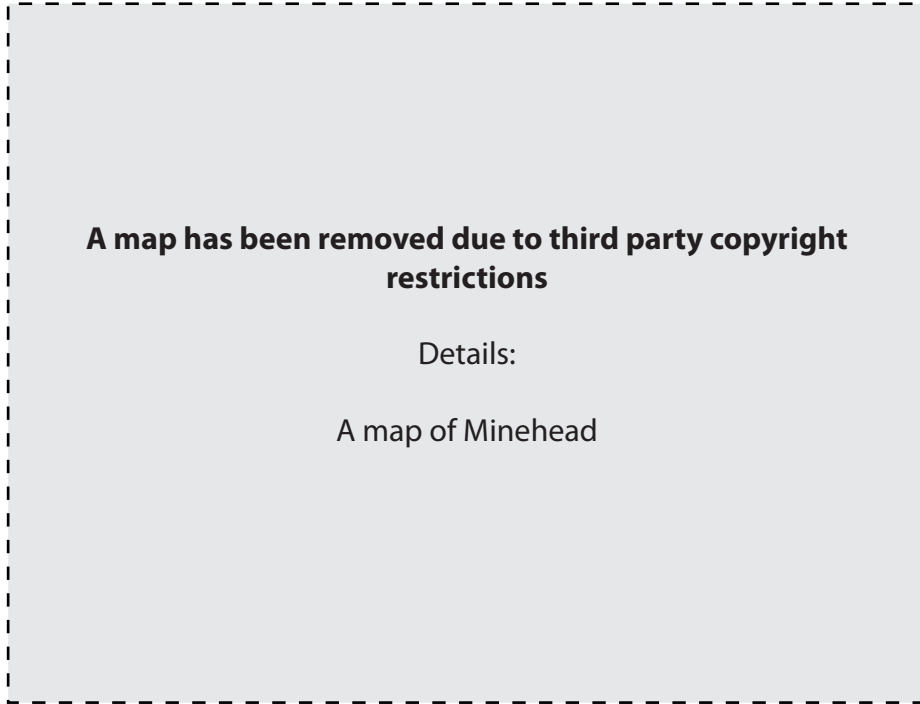 A map has been removed due to third party copyright
restrictions
Details:
A map of Minehead